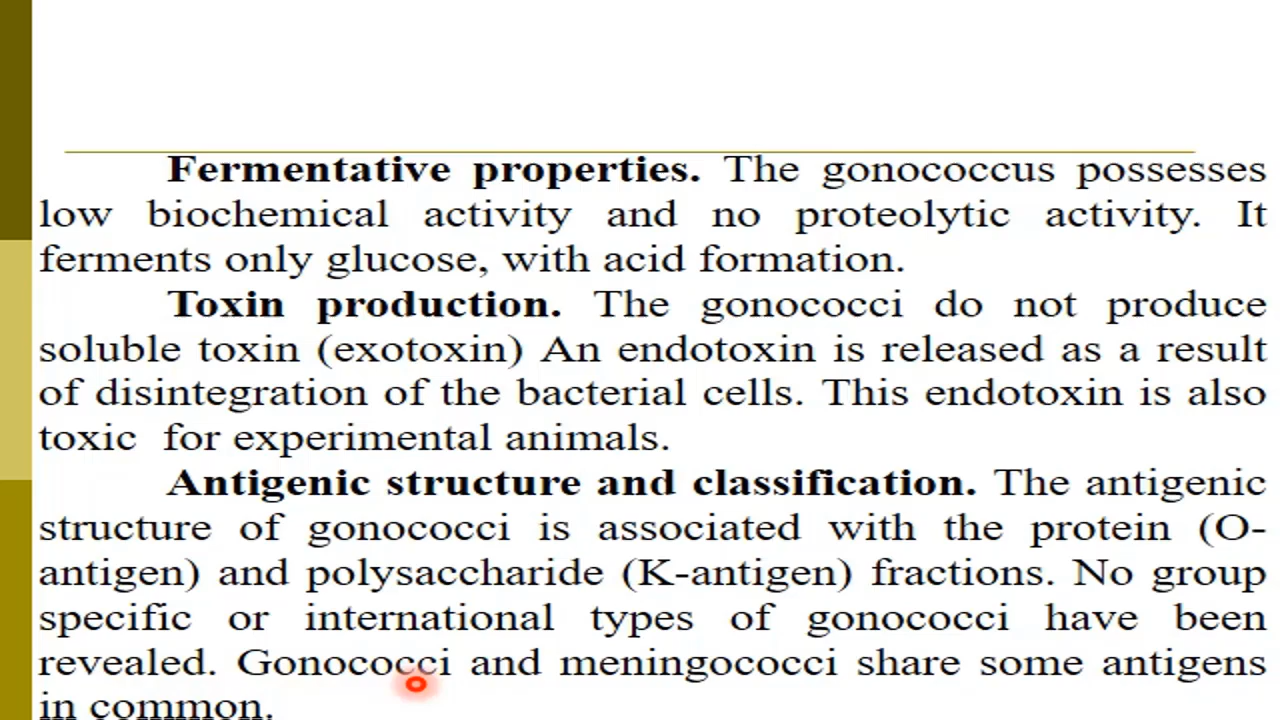 Fermentative properties. The gonococcus possesses
low biochemical activity and no proteolytic activity. It
ferments only glucose, with acid formation.
Toxin production. The gonococci do not produce
soluble toxin (exotoxin) An endotoxin is released as a result
of disintegration of the bacterial cells. This endotoxin is also
toxic for experimental animals.
Antigenic structure and classification. The antigenic
structure of gonococci is associated with the protein (O-
antigen) and polysaccharide (K-antigen) fractions. No group
specific or international types of gonococci have been
revealed. Gonococci and meningococci share some antigens
in common.